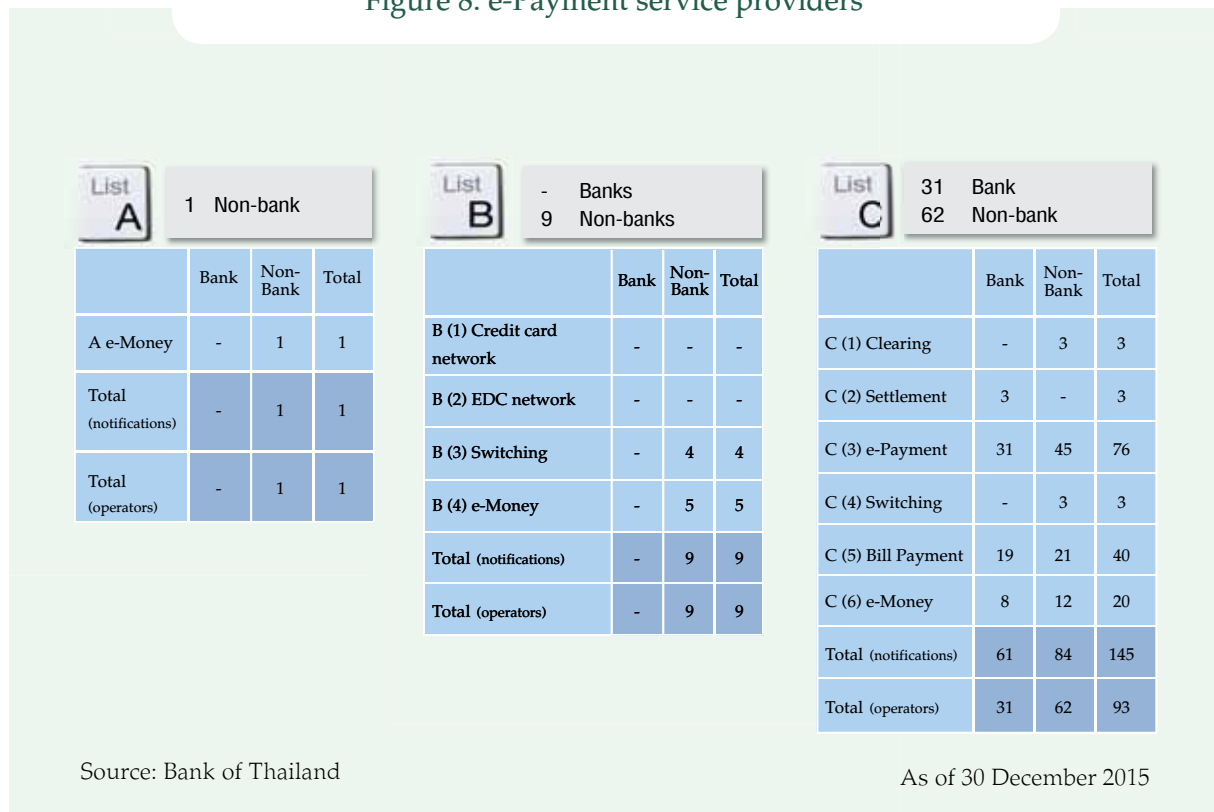 Figure 8. e-Payment service providers
List
A
1 Non-bank
Bank Non-Bank Total
A e-Money - 1 1
Total
(notifications) - 1 1
Total
(operators) - 1 1
List
B
- Banks
9 Non-banks
Bank Non-Bank Total
B (1) Credit card
network - - -
B (2) EDC network - - -
B (3) Switching - 4 4
B (4) e-Money - 5 5
Total (notifications) - 9 9
Total (operators) - 9 9
List
C
31 Bank
62 Non-bank
Bank Non-Bank Total
C (1) Clearing - 3 3
C (2) Settlement 3 - 3
C (3) e-Payment 31 45 76
C (4) Switching - 3 3
C (5) Bill Payment 19 21 40
C (6) e-Money 8 12 20
Total (notifications) 61 84 145
Total (operators) 31 62 93
Source: Bank of Thailand
As of 30 December 2015